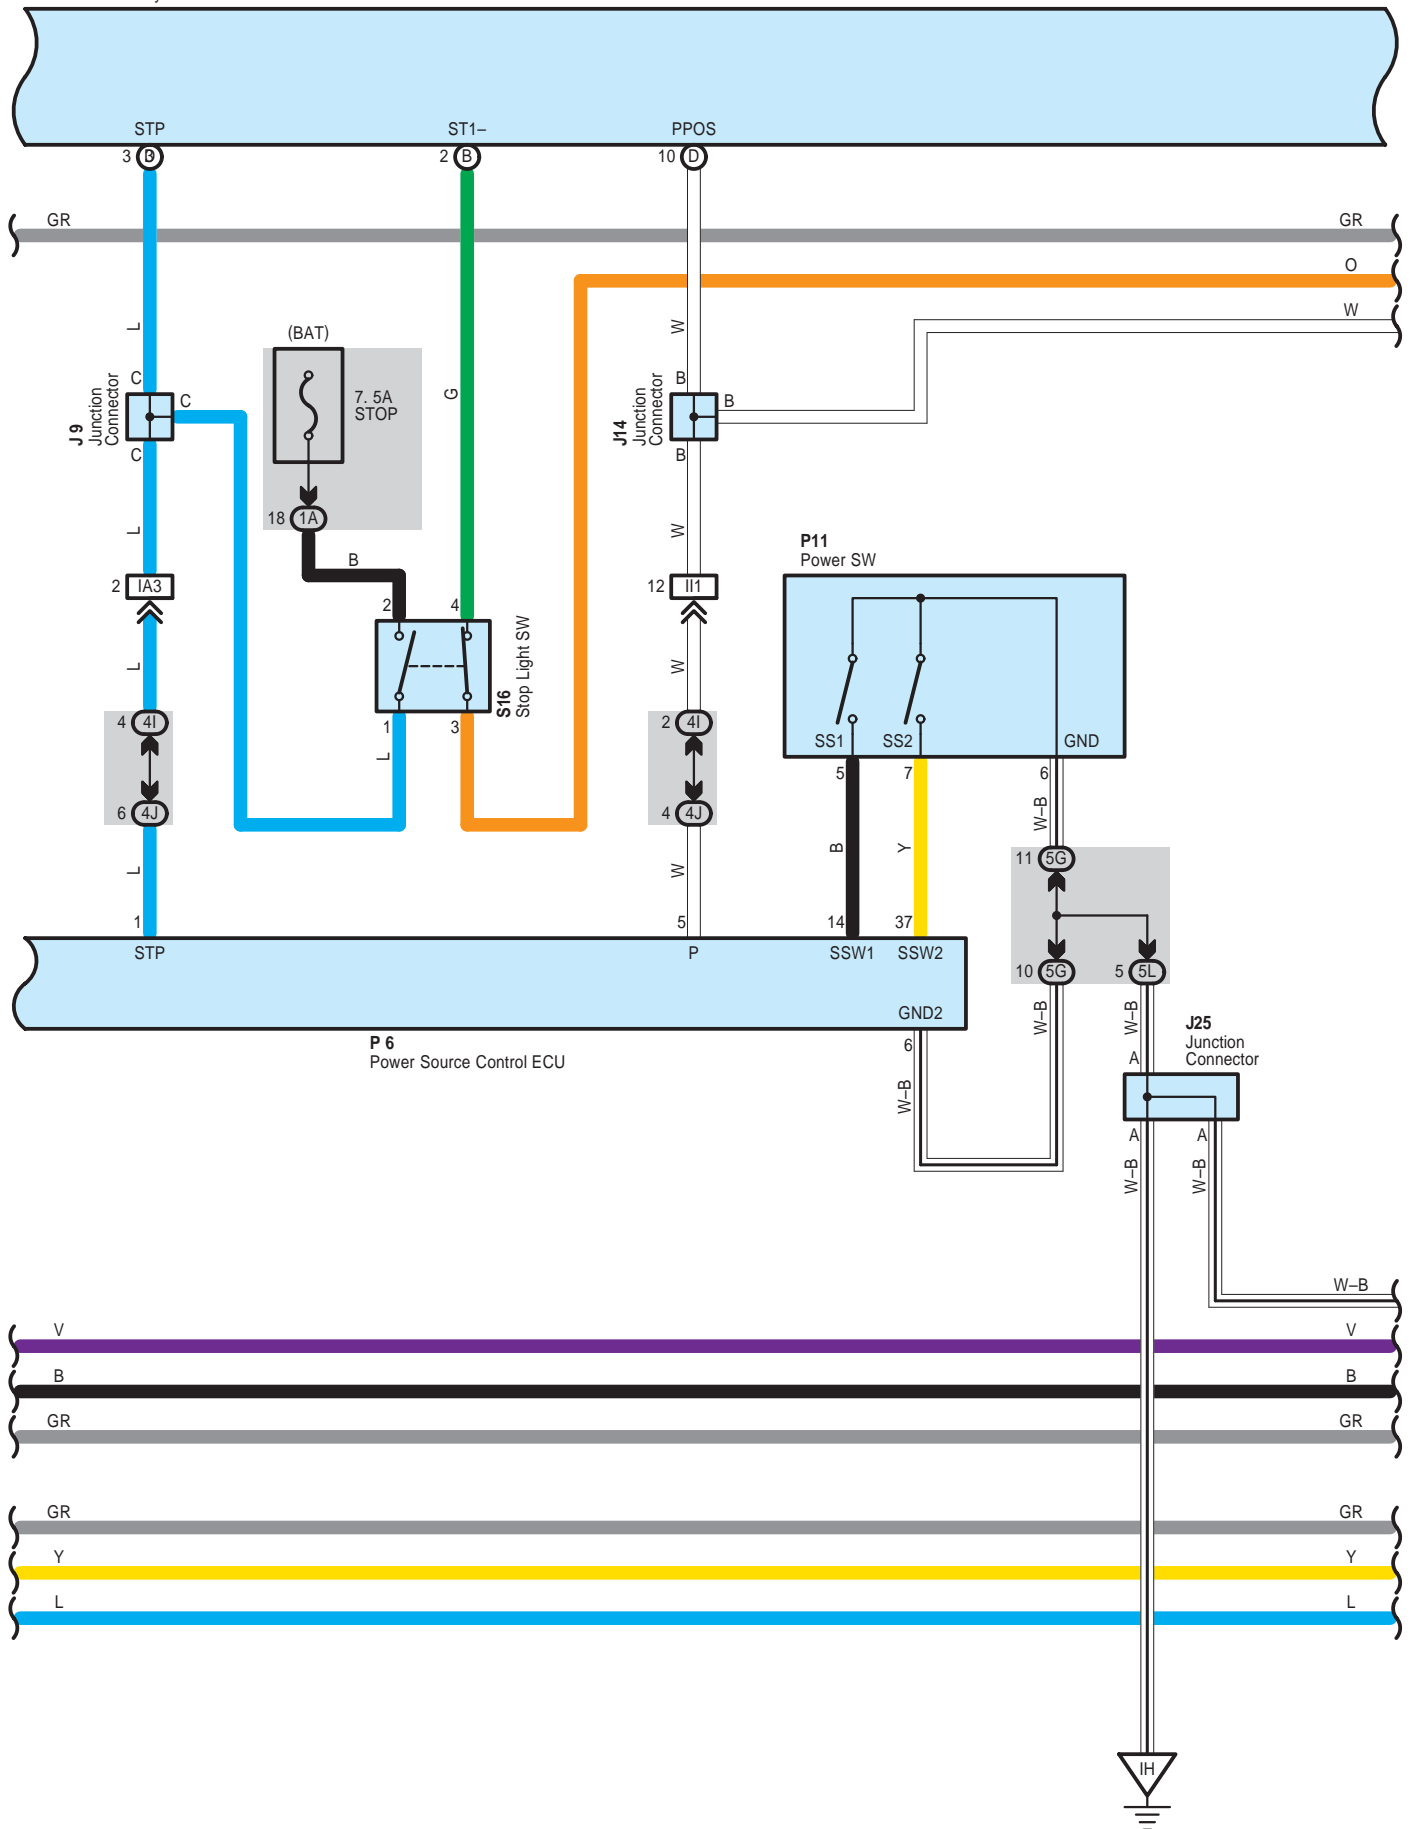 STP
ST1–
PPOS
3 D
2 B
10 D
GR
GR
O
W
L
(BAT)
7. 5A
STOP
G
W
C
C
C
J 9
Junction
Connector
B
B
B
J14
Junction
Connector
18 1A
L
B
W
P11
Power SW
2 IA3
2
4
12 II1
L
S16
Stop Light SW
W
4 4I
1
3
2 4I
SS1
SS2
GND
L
5
7
6
6 4J
4 4J
W–B
L
W
B
Y
11 5G
1
5
14
37
STP
P
SSW1
SSW2
10 5G
5 5L
GND2
P 6
Power Source Control ECU
6
W–B
W–B
W–B
J25
Junction
Connector
A
A
A
W–B
W–B
W–B
V
V
B
B
GR
GR
GR
GR
Y
Y
L
L
IH